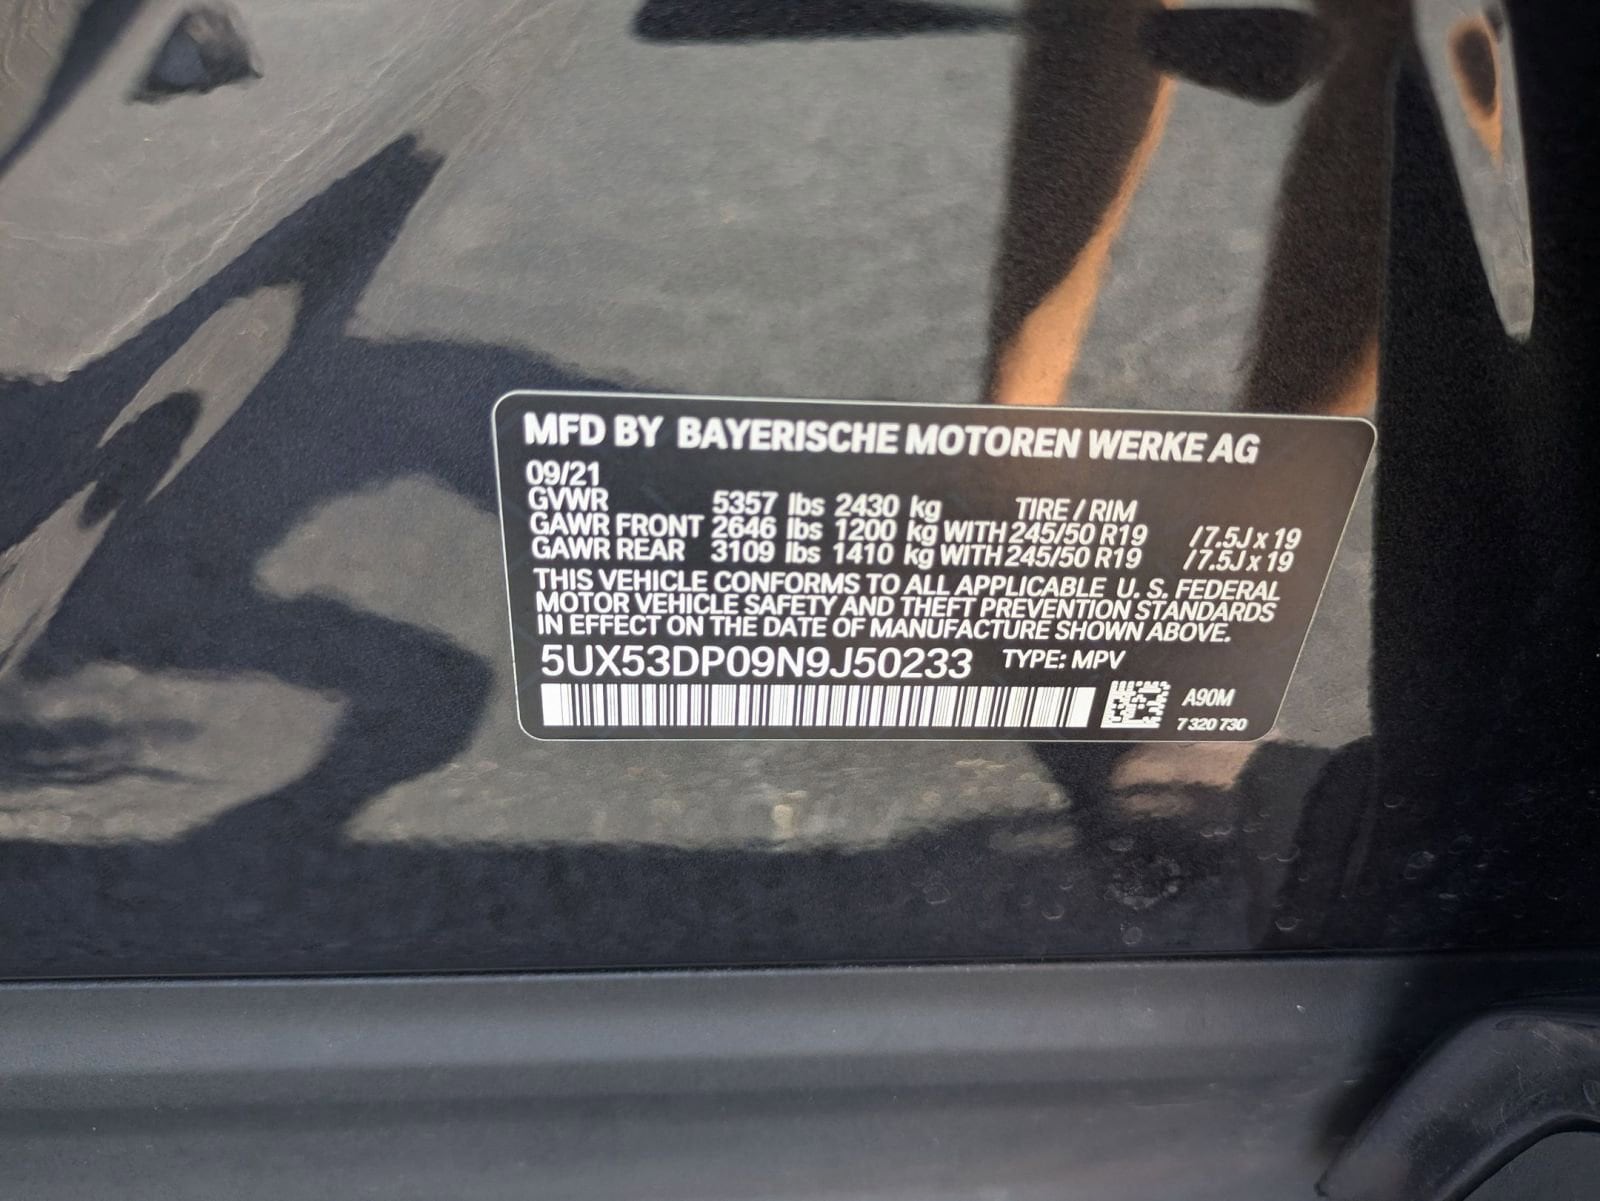 MFD BY BAYERISCHE MOTOREN WERKE AG
09/21
GVWR 5357 lbs 2430 kg TIRE / RIM
GAWR FRONT 2646 lbs 1200 kg WITH 245/50 R19 /7.5J x 19
GAWR REAR 3109 lbs 1410 kg WITH 245/50 R19 /7.5J x 19
THIS VEHICLE CONFORMS TO ALL APPLICABLE U. S. FEDERAL
MOTOR VEHICLE SAFETY AND THEFT PREVENTION STANDARDS
IN EFFECT ON THE DATE OF MANUFACTURE SHOWN ABOVE.
5UX53DP09N9J50233 TYPE: MPV
A90M
7 320 730